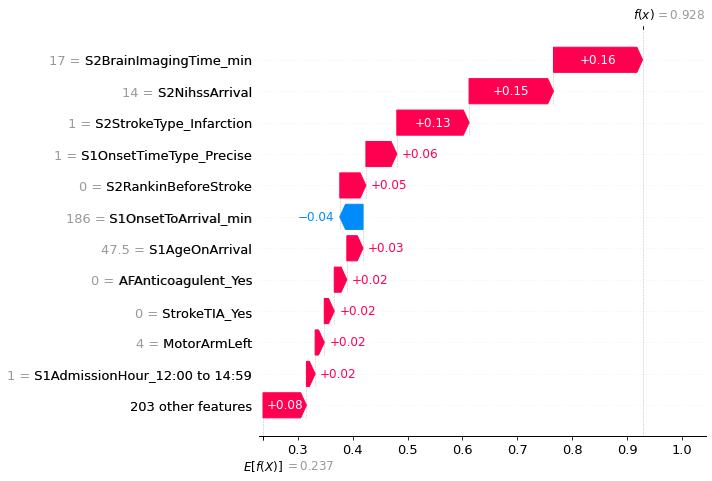 f(x) = 0.928
17 = S2BrainImagingTime_min +0.16
14 = S2NihssArrival +0.15
1 = S2StrokeType_Infarction +0.13
1 = S1OnsetTimeType_Precise +0.06
0 = S2RankinBeforeStroke +0.05
186 = S1OnsetToArrival_min −0.04
47.5 = S1AgeOnArrival +0.03
0 = AFAnticoagulent_Yes +0.02
0 = StrokeTIA_Yes +0.02
4 = MotorArmLeft +0.02
1 = S1AdmissionHour_12:00 to 14:59 +0.02
203 other features +0.08
0.3 0.4 0.5 0.6 0.7 0.8 0.9 1.0
E[f(X)] = 0.237